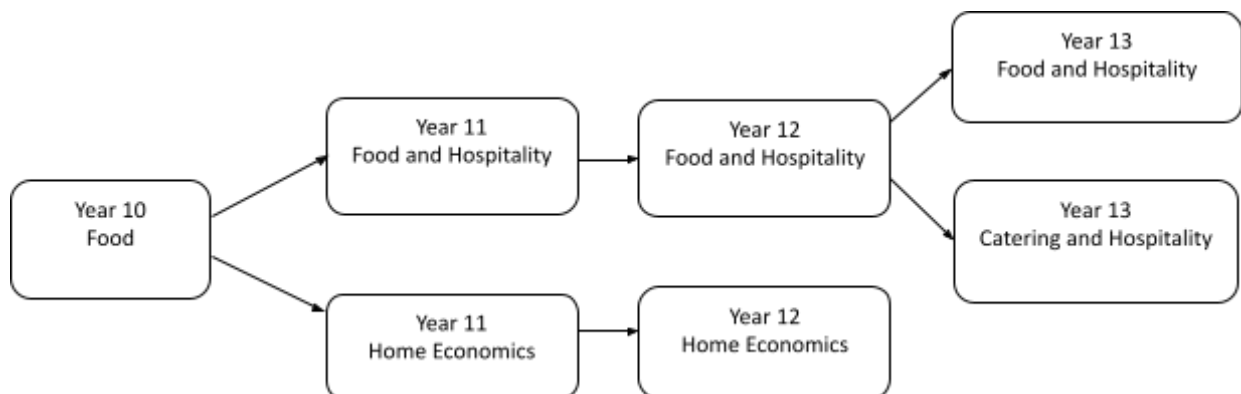 Year 10
Food
Year 11
Food and Hospitality
Year 12
Food and Hospitality
Year 13
Food and Hospitality
Year 13
Catering and Hospitality
Year 11
Home Economics
Year 12
Home Economics